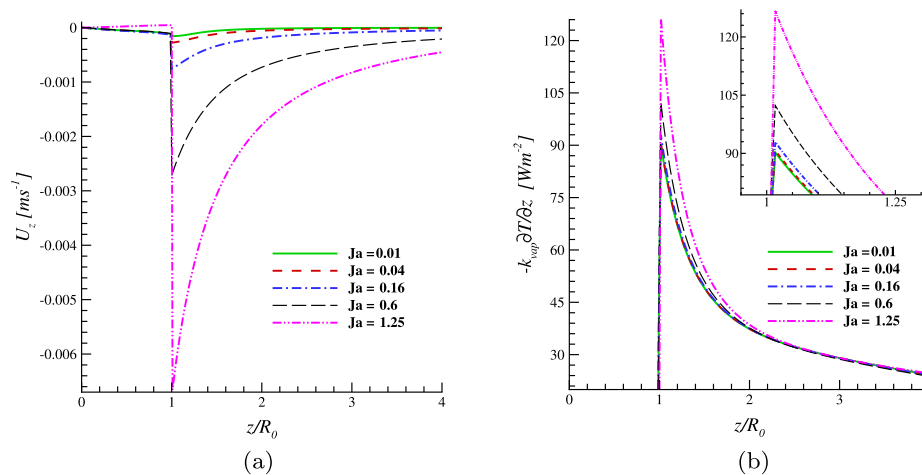 0
-0.001
-0.002
-0.003
-0.004
-0.005
-0.006
U_z [ms^-1]
0 1 2 3 4
z/R_0
Ja = 0.01
Ja = 0.04
Ja = 0.16
Ja = 0.6
Ja = 1.25
(a)
120
105
90
75
60
45
30
-k_vap ∂T/∂z [Wm^-2]
0 1 2 3
z/R_0
120
105
90
1 1.25
Ja = 0.01
Ja = 0.04
Ja = 0.16
Ja = 0.6
Ja = 1.25
(b)